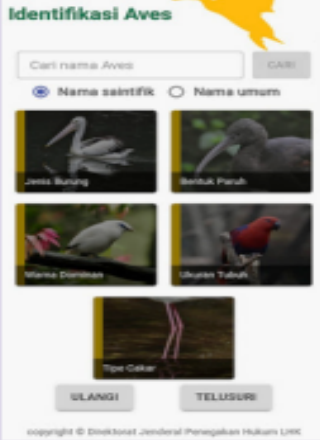 Identifikasi Aves
Cari nama Aves
CARI
Nama saintifik
Nama umum
Jenis Burung
Bentuk Paruh
Warna Dominan
Ukuran Tubuh
Tipe Cakar
ULANGI
TELUSURI
copyright © Direktorat Jenderal Penegakan Hukum LHK